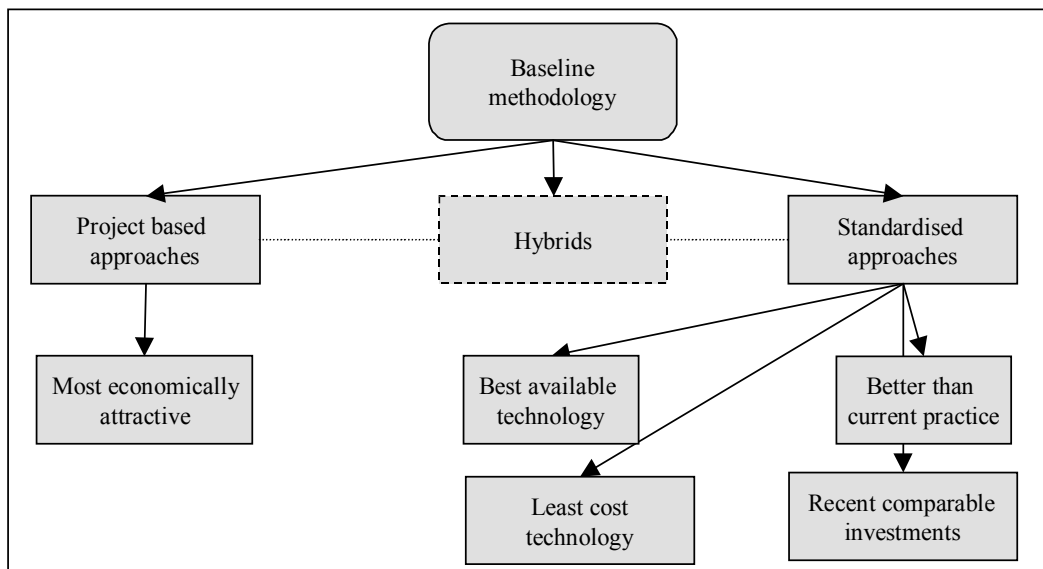 Baseline
methodology
Project based
approaches
Hybrids
Standardised
approaches
Most economically
attractive
Best available
technology
Better than
current practice
Least cost
technology
Recent comparable
investments